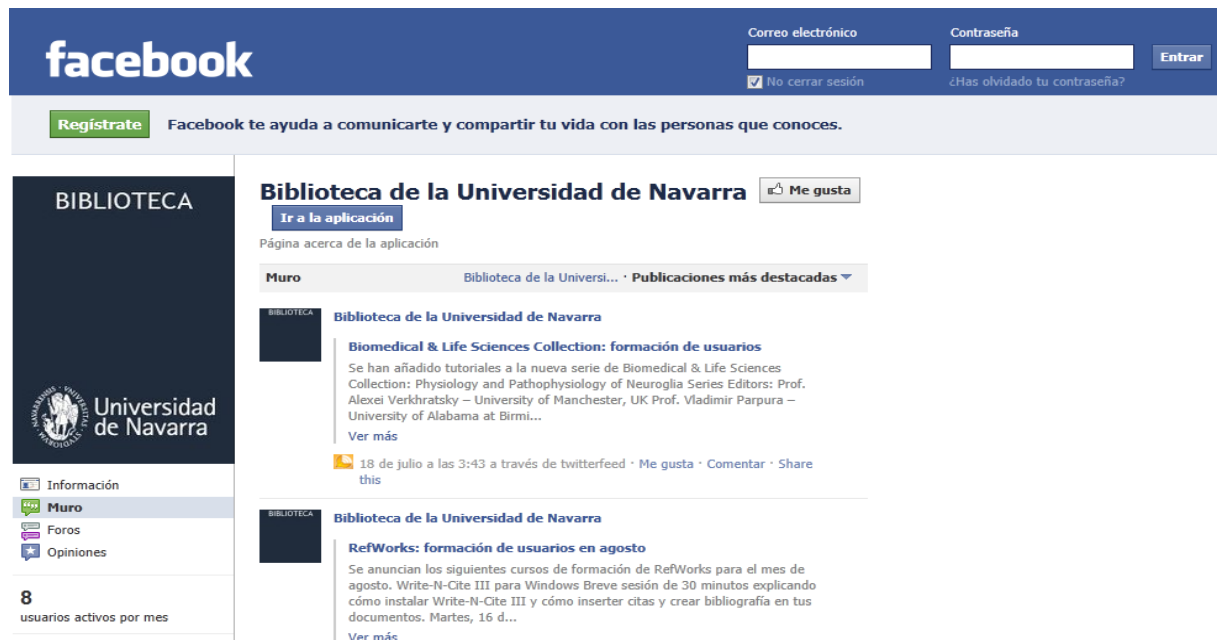 facebook
Correo electrónico
Contraseña
Entrar
No cerrar sesión
¿Has olvidado tu contraseña?
Regístrate
Facebook te ayuda a comunicarte y compartir tu vida con las personas que conoces.
BIBLIOTECA
Universidad
de Navarra
Información
Muro
Foros
Opiniones
8
usuarios activos por mes
Biblioteca de la Universidad de Navarra
Me gusta
Ir a la aplicación
Página acerca de la aplicación
Muro
Biblioteca de la Universi... · Publicaciones más destacadas
BIBLIOTECA
Biblioteca de la Universidad de Navarra
Biomedical & Life Sciences Collection: formación de usuarios
Se han añadido tutoriales a la nueva serie de Biomedical & Life Sciences
Collection: Physiology and Pathophysiology of Neuroglia Series Editors: Prof.
Alexei Verkhratsky – University of Manchester, UK Prof. Vladimir Parpura –
University of Alabama at Birmi...
Ver más
18 de julio a las 3:43 a través de twitterfeed · Me gusta · Comentar · Share
this
BIBLIOTECA
Biblioteca de la Universidad de Navarra
RefWorks: formación de usuarios en agosto
Se anuncian los siguientes cursos de formación de RefWorks para el mes de
agosto. Write-N-Cite III para Windows Breve sesión de 30 minutos explicando
cómo instalar Write-N-Cite III y cómo inserter citas y crear bibliografía en tus
documentos. Martes, 16 d...
Ver más